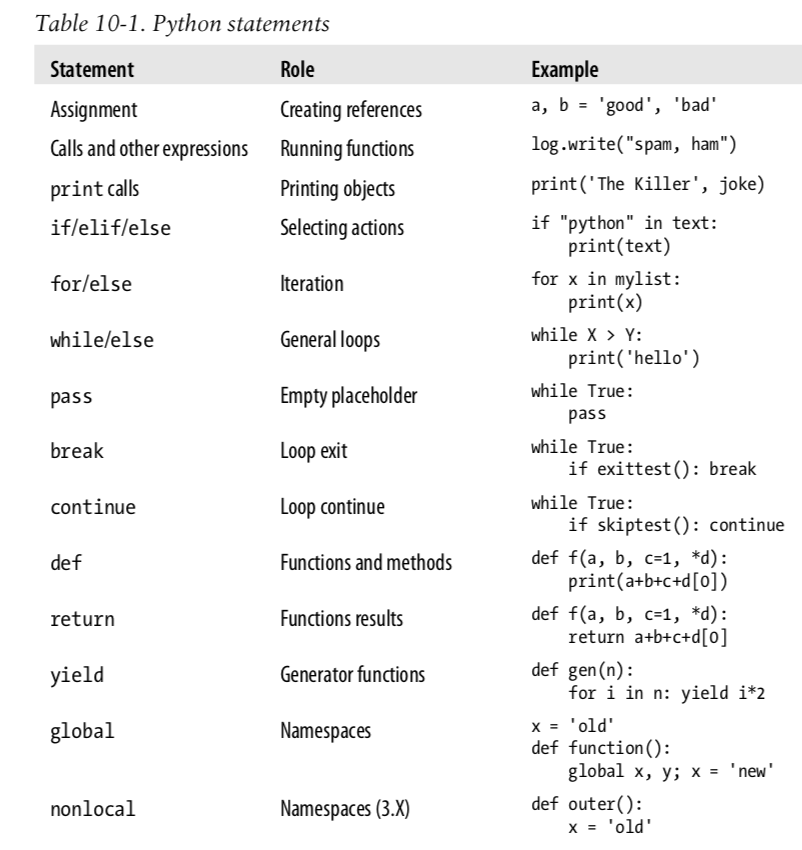 Table 10-1. Python statements
Statement Role Example
Assignment Creating references a, b = 'good', 'bad'
Calls and other expressions Running functions log.write("spam, ham")
print calls Printing objects print('The Killer', joke)
if/elif/else Selecting actions if "python" in text:
    print(text)
for/else Iteration for x in mylist:
    print(x)
while/else General loops while X > Y:
    print('hello')
pass Empty placeholder while True:
    pass
break Loop exit while True:
    if exittest(): break
continue Loop continue while True:
    if skiptest(): continue
def Functions and methods def f(a, b, c=1, *d):
    print(a+b+c+d[0])
return Functions results def f(a, b, c=1, *d):
    return a+b+c+d[0]
yield Generator functions def gen(n):
    for i in n: yield i*2
global Namespaces x = 'old'
def function():
    global x, y; x = 'new'
nonlocal Namespaces (3.X) def outer():
    x = 'old'